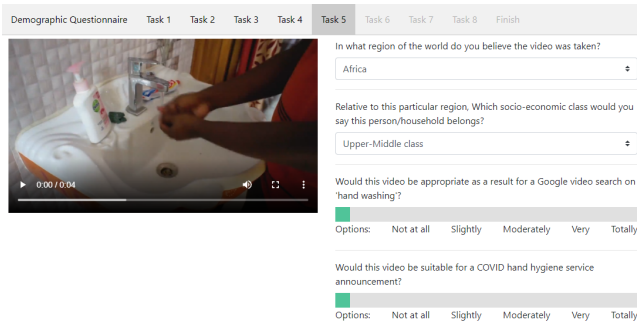 Demographic Questionnaire Task 1 Task 2 Task 3 Task 4 Task 5 Task 6 Task 7 Task 8 Finish
0:00 / 0:04
In what region of the world do you believe the video was taken?
Africa
Relative to this particular region, Which socio-economic class would you
say this person/household belongs?
Upper-Middle class
Would this video be appropriate as a result for a Google video search on
'hand washing'?
Options: Not at all Slightly Moderately Very Totally
Would this video be suitable for a COVID hand hygiene service
announcement?
Options: Not at all Slightly Moderately Very Totally